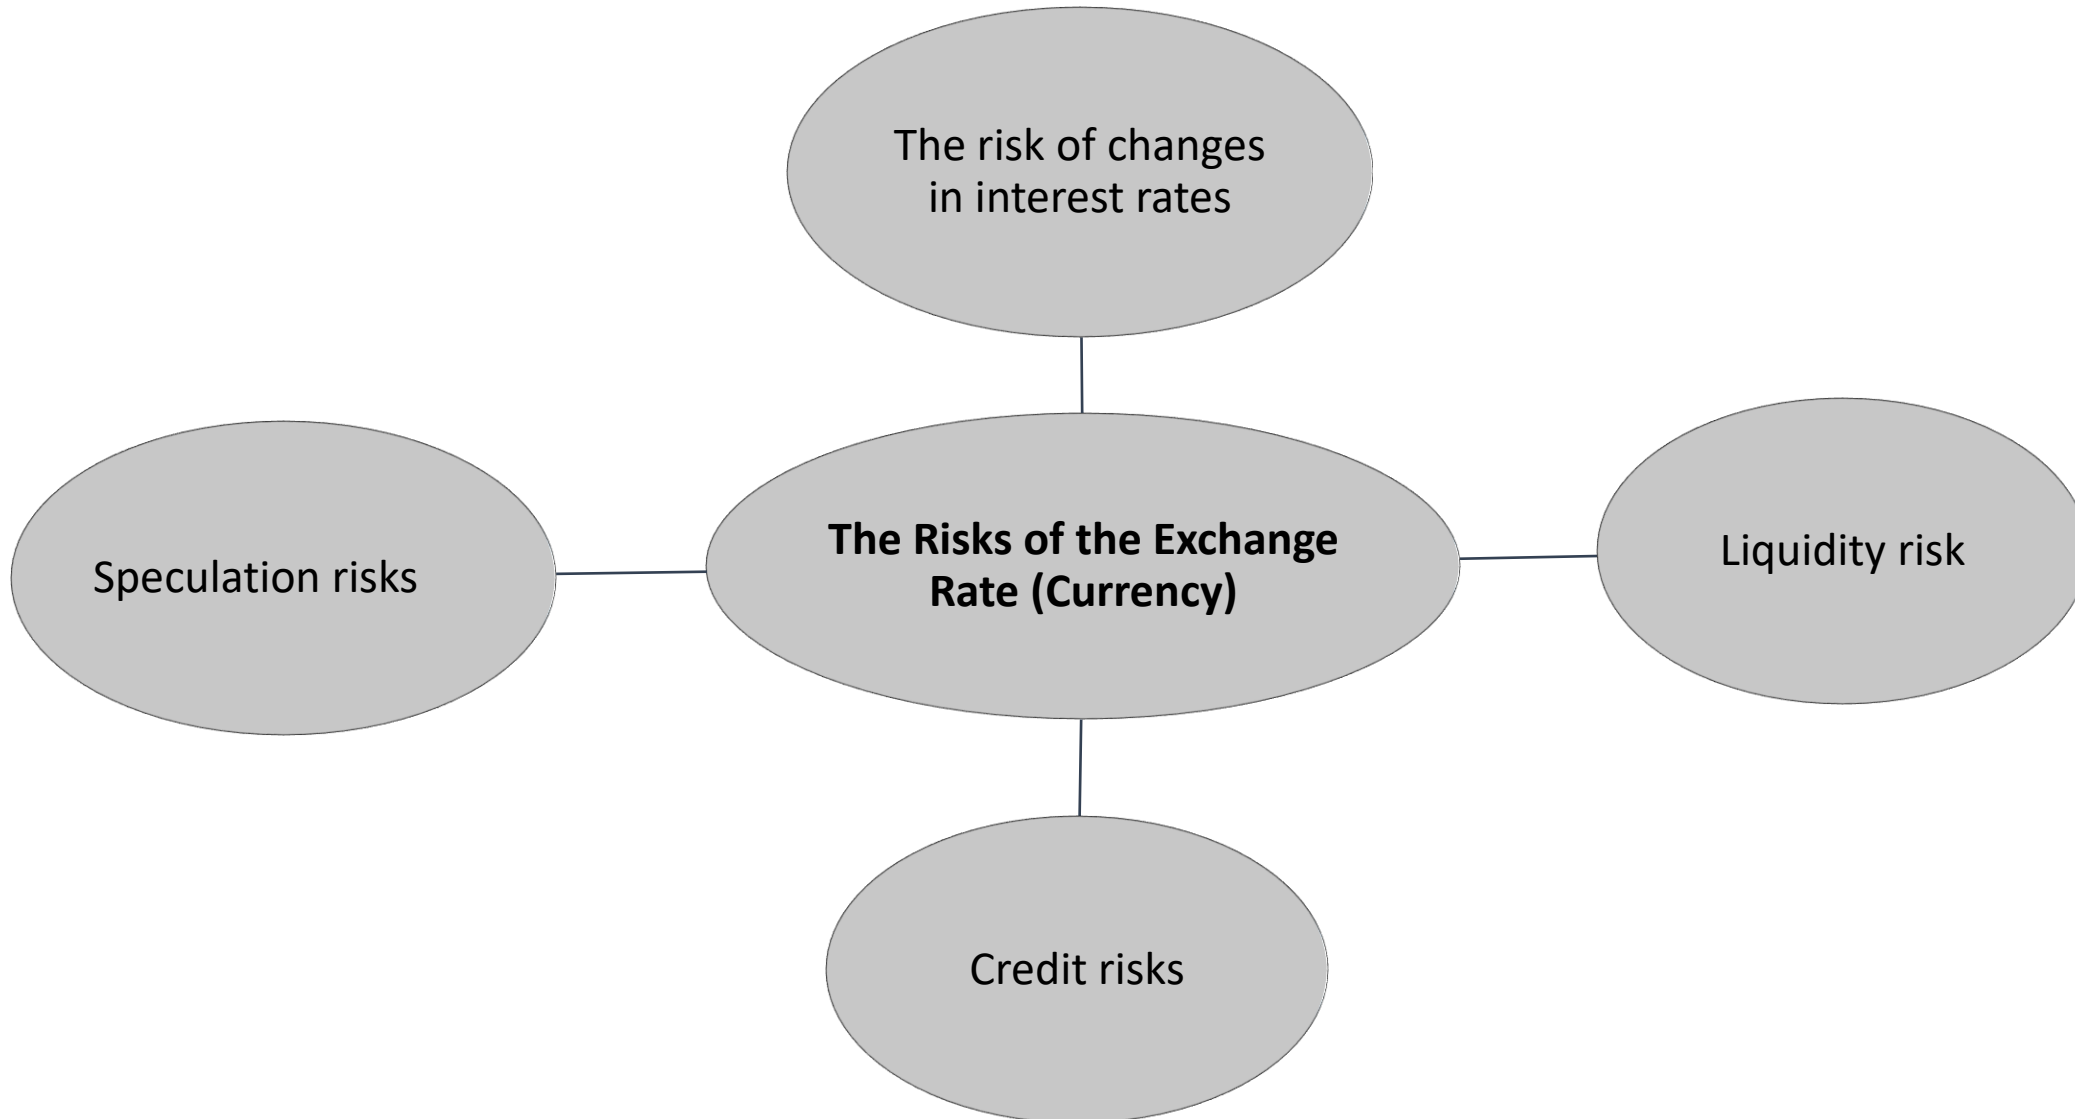 The risk of changes
in interest rates
Speculation risks
The Risks of the Exchange
Rate (Currency)
Liquidity risk
Credit risks